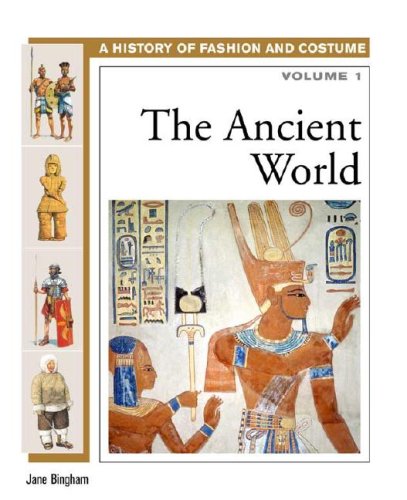 A HISTORY OF FASHION AND COSTUME
VOLUME 1
The Ancient
World
Jane Bingham